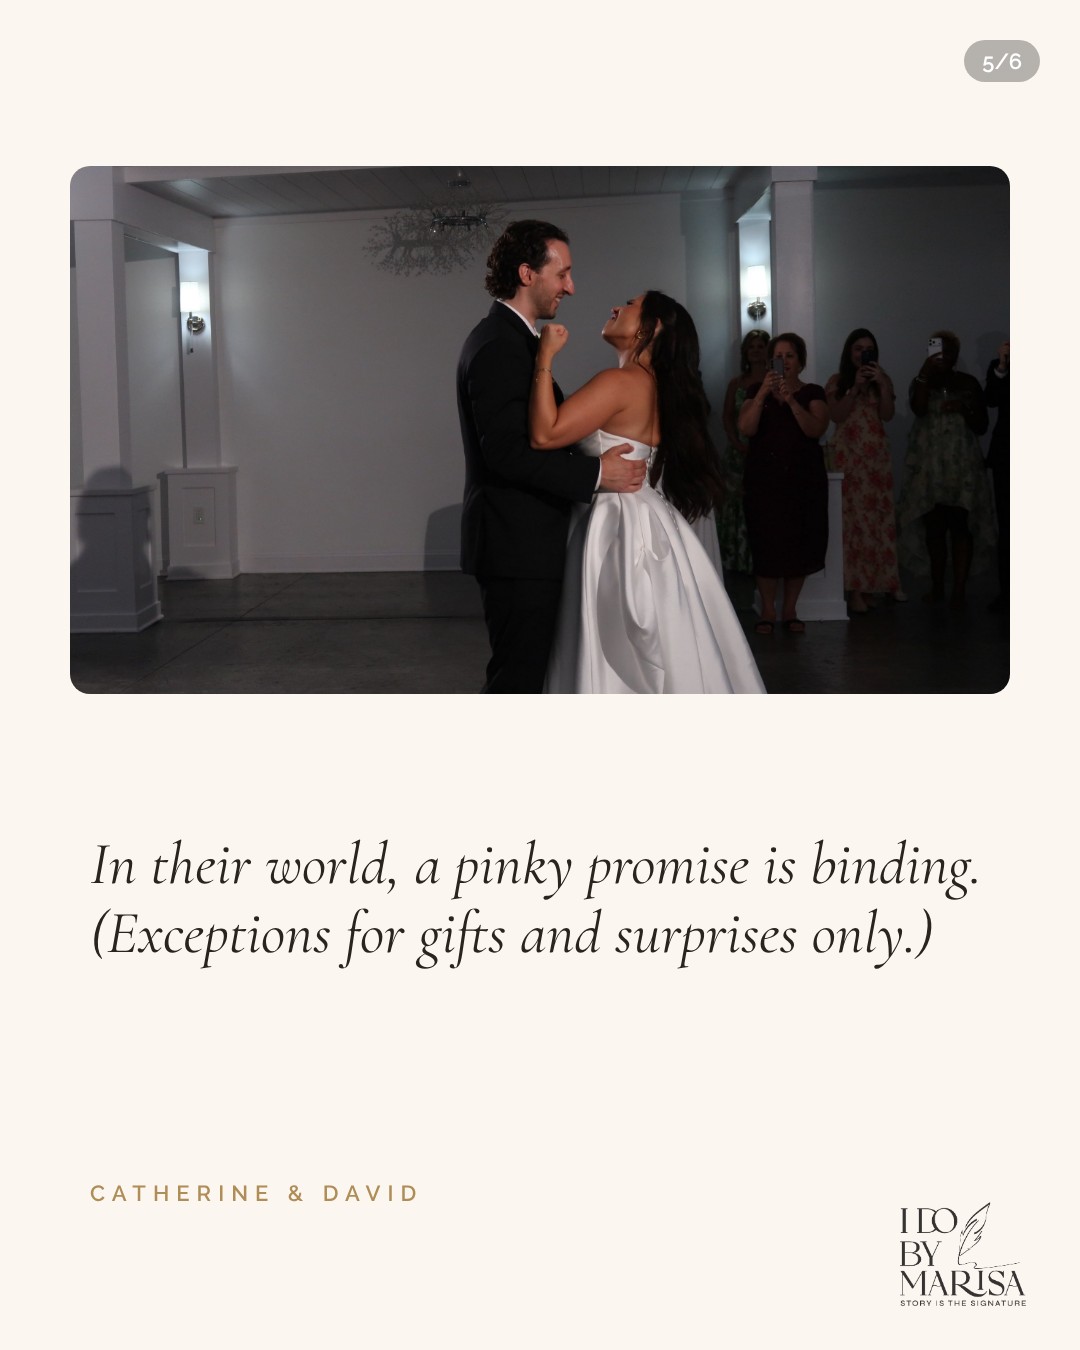 5/6
In their world, a pinky promise is binding.
(Exceptions for gifts and surprises only.)
CATHERINE & DAVID
I DO
BY
MARISA
STORY IS THE SIGNATURE